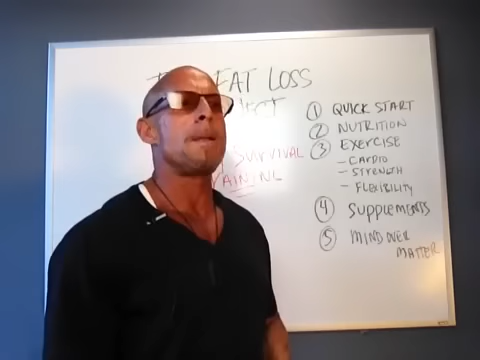 FAT LOSS
① QUICK START
② NUTRITION
③ EXERCISE
- CARDIO
- STRENGTH
- FLEXIBILITY
④ SUPPLEMENTS
⑤ MIND OVER
MATTER
SURVIVAL